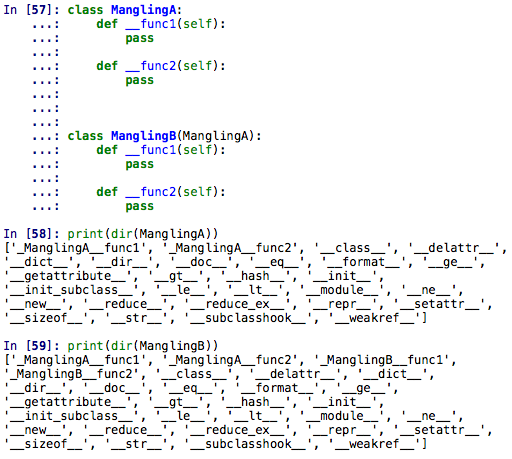 In [57]: class ManglingA:
    ...:     def __func1(self):
    ...:         pass
    ...:
    ...:     def __func2(self):
    ...:         pass
    ...:
    ...:
    ...:
    ...: class ManglingB(ManglingA):
    ...:     def __func1(self):
    ...:         pass
    ...:
    ...:     def __func2(self):
    ...:         pass
In [58]: print(dir(ManglingA))
['_ManglingA__func1', '_ManglingA__func2', '__class__', '__delattr__',
'__dict__', '__dir__', '__doc__', '__eq__', '__format__', '__ge__',
'__getattribute__', '__gt__', '__hash__', '__init__',
'__init_subclass__', '__le__', '__lt__', '__module__', '__ne__',
'__new__', '__reduce__', '__reduce_ex__', '__repr__', '__setattr__',
'__sizeof__', '__str__', '__subclasshook__', '__weakref__']
In [59]: print(dir(ManglingB))
['_ManglingA__func1', '_ManglingA__func2', '_ManglingB__func1',
'_ManglingB__func2', '__class__', '__delattr__', '__dict__',
'__dir__', '__doc__', '__eq__', '__format__', '__ge__',
'__getattribute__', '__gt__', '__hash__', '__init__',
'__init_subclass__', '__le__', '__lt__', '__module__', '__ne__',
'__new__', '__reduce__', '__reduce_ex__', '__repr__', '__setattr__',
'__sizeof__', '__str__', '__subclasshook__', '__weakref__']